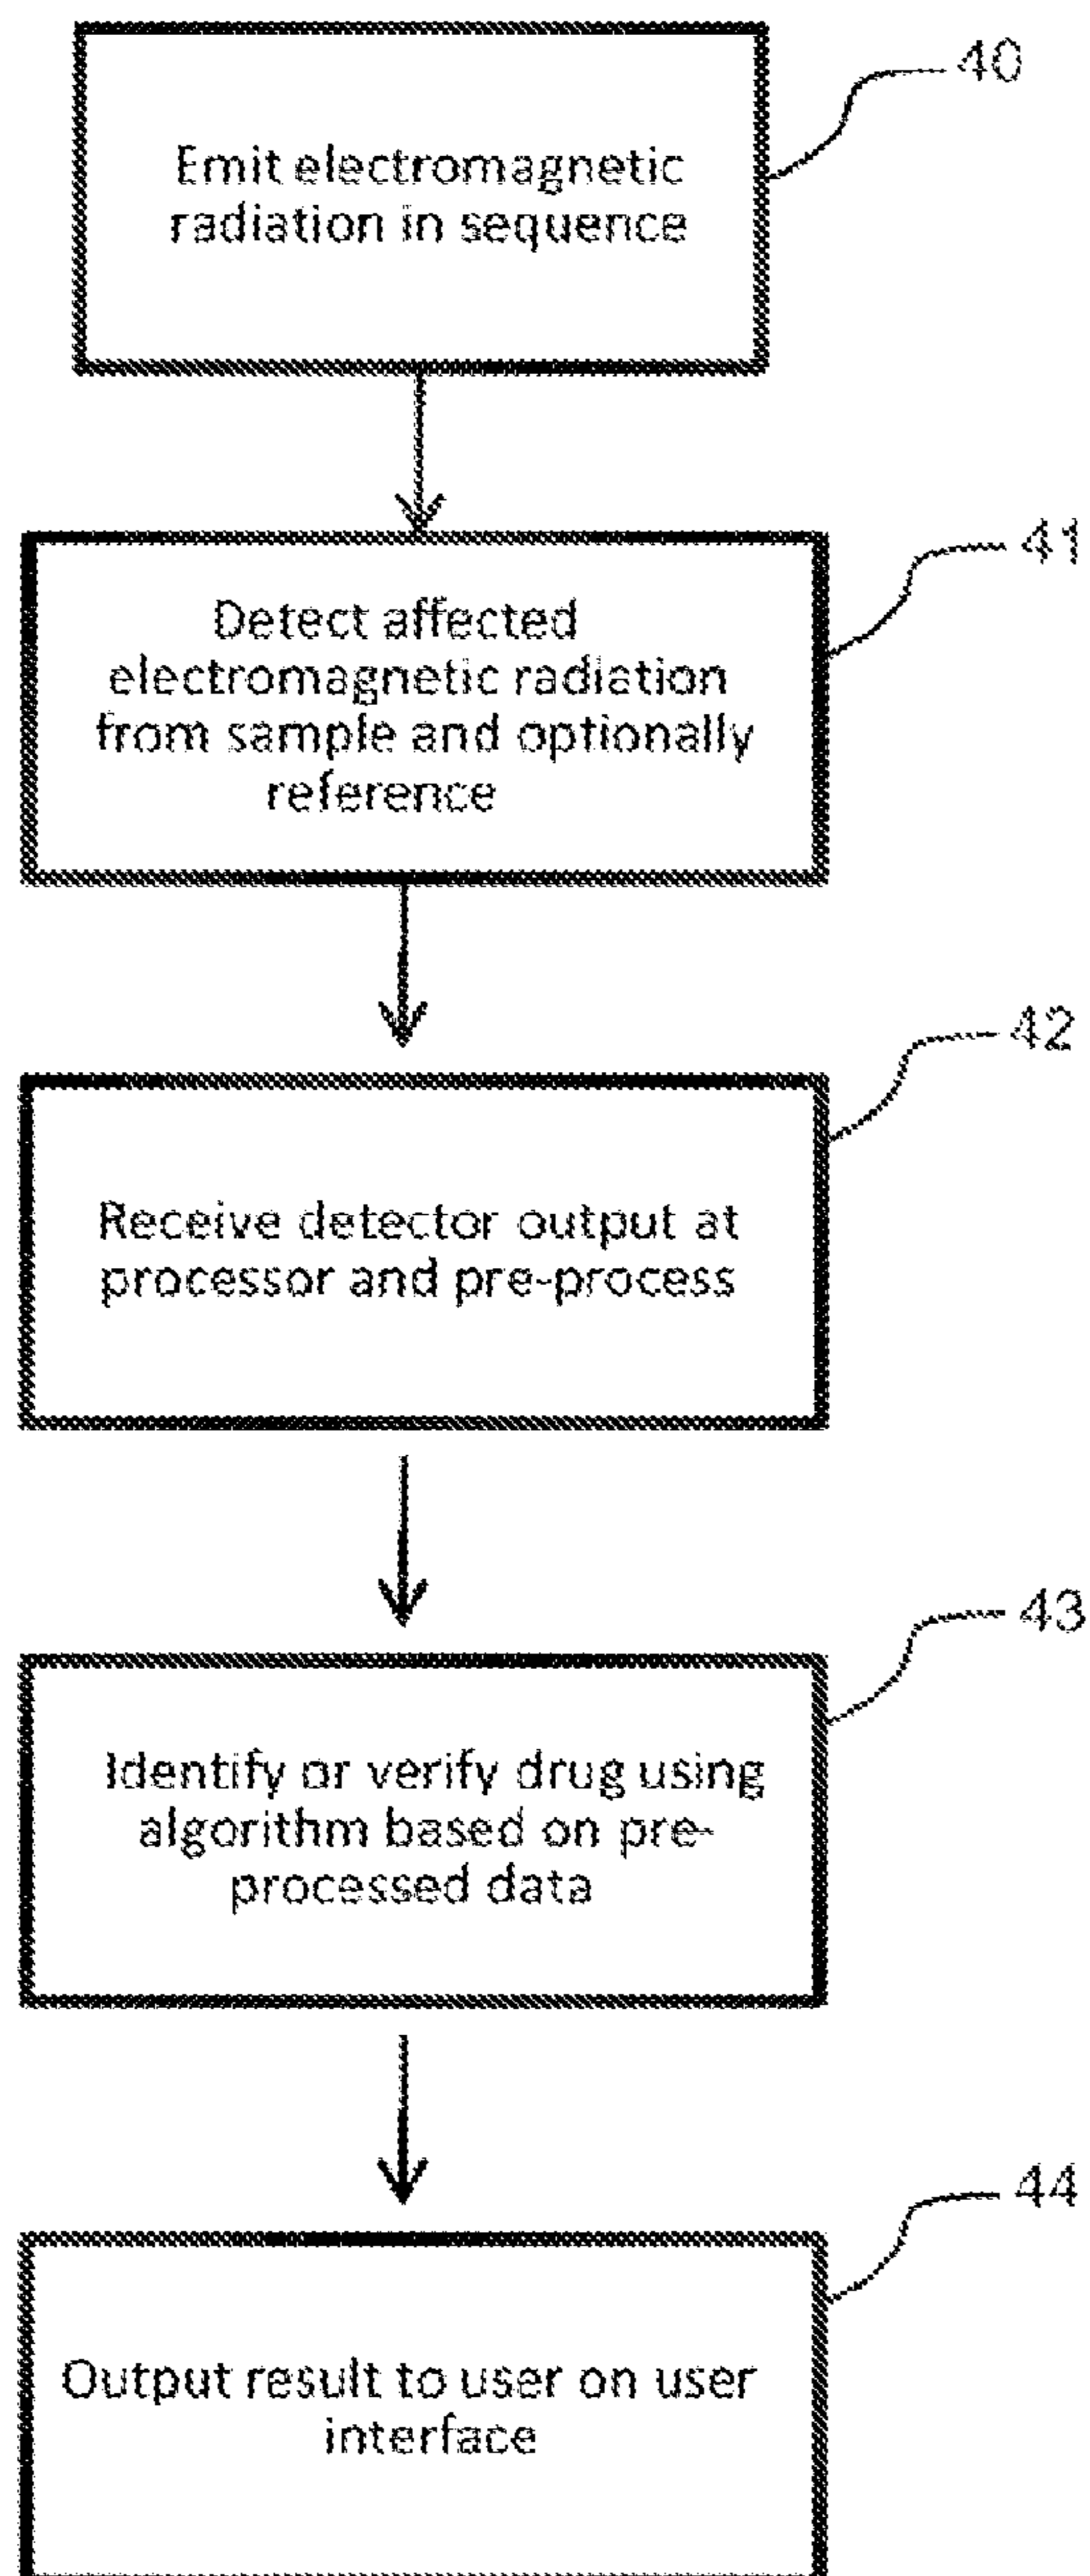 40
Emit electromagnetic
radiation in sequence
41
Detect affected
electromagnetic radiation
from sample and optionally
reference
42
Receive detector output at
processor and pre-process
43
Identify or verify drug using
algorithm based on pre-
processed data
44
Output result to user on user
interface